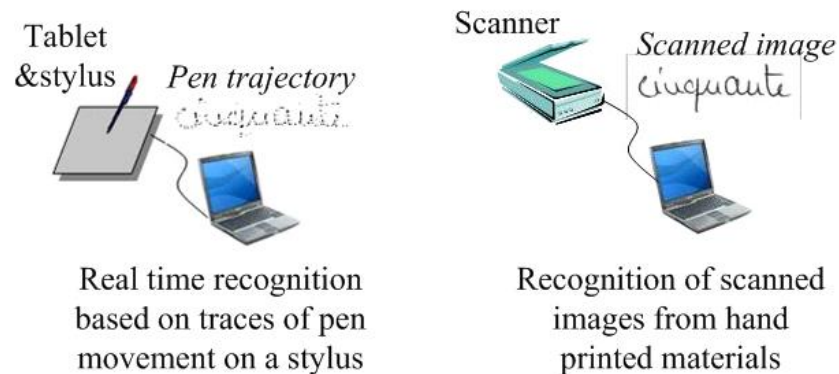 Tablet
&stylus
Pen trajectory
cinquante
Real time recognition
based on traces of pen
movement on a stylus
Scanner
Scanned image
cinquante
Recognition of scanned
images from hand
printed materials